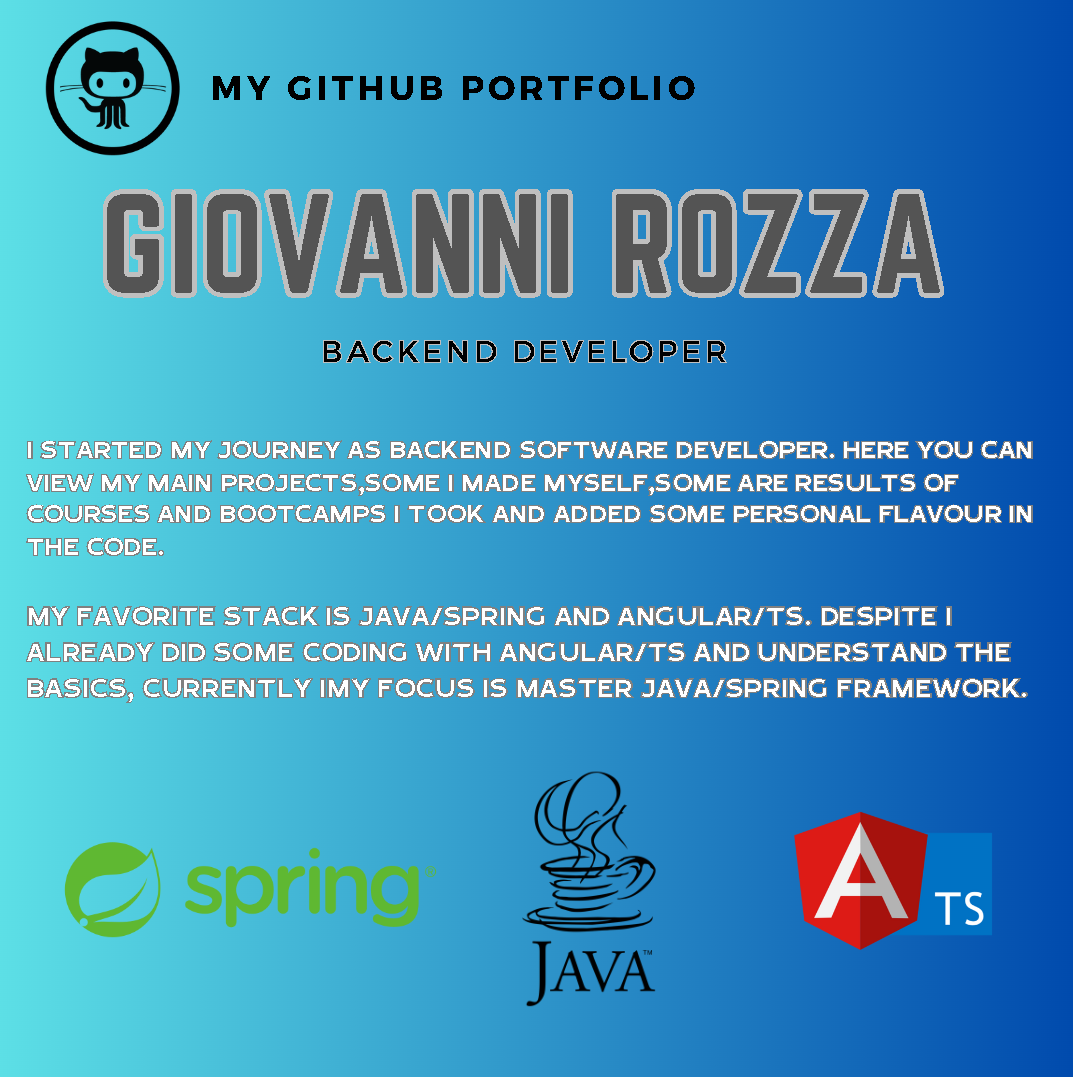 MY GITHUB PORTFOLIO
GIOVANNI ROZZA
BACKEND DEVELOPER
I STARTED MY JOURNEY AS BACKEND SOFTWARE DEVELOPER. HERE YOU CAN
VIEW MY MAIN PROJECTS,SOME I MADE MYSELF,SOME ARE RESULTS OF
COURSES AND BOOTCAMPS I TOOK AND ADDED SOME PERSONAL FLAVOUR IN
THE CODE.
MY FAVORITE STACK IS JAVA/SPRING AND ANGULAR/TS. DESPITE I
ALREADY DID SOME CODING WITH ANGULAR/TS AND UNDERSTAND THE
BASICS, CURRENTLY IMY FOCUS IS MASTER JAVA/SPRING FRAMEWORK.
spring®
JAVA™
A TS